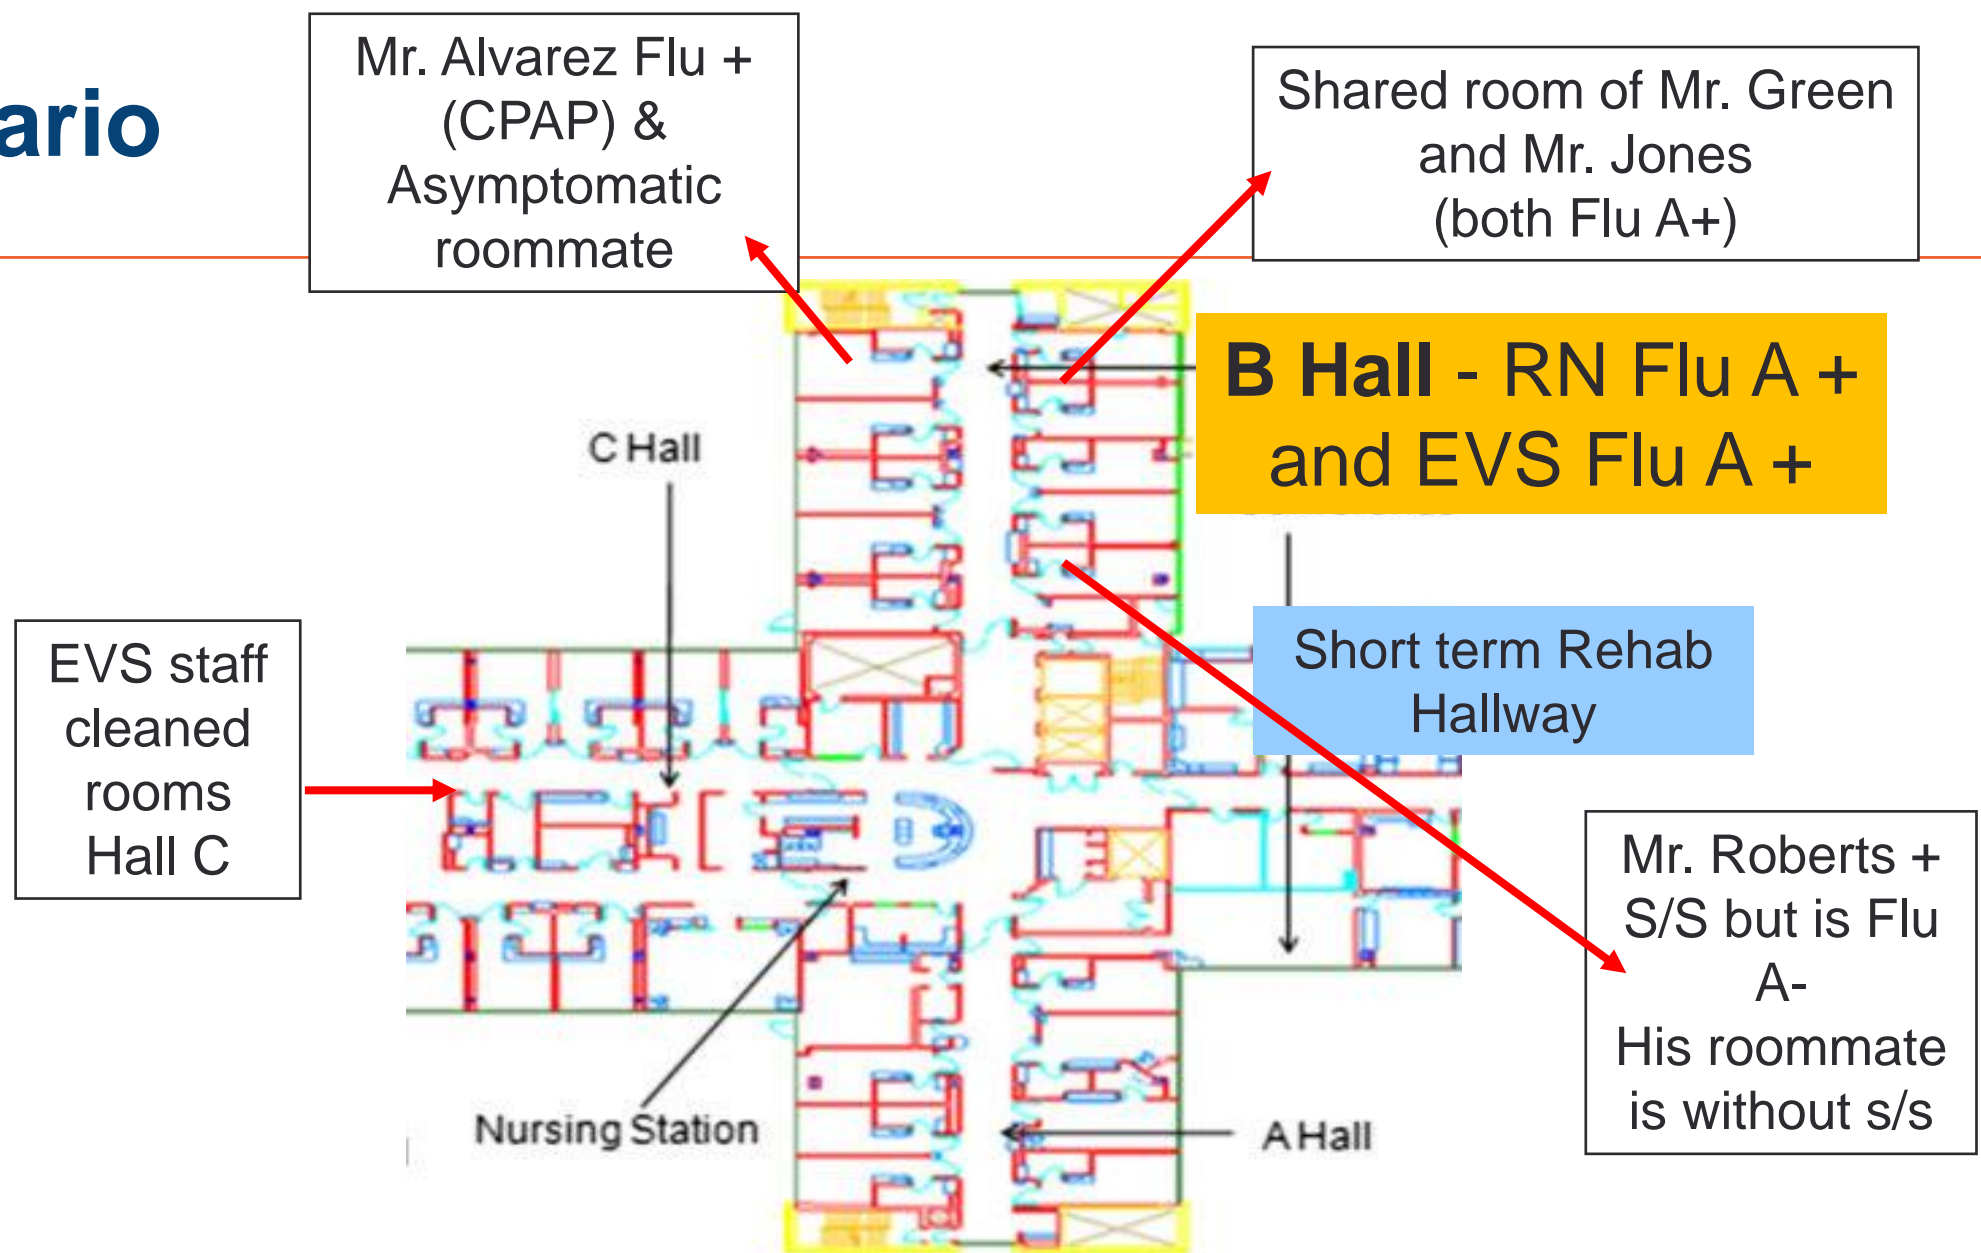 ario
Mr. Alvarez Flu +
(CPAP) &
Asymptomatic
roommate
Shared room of Mr. Green
and Mr. Jones
(both Flu A+)
B Hall - RN Flu A +
and EVS Flu A +
C Hall
Short term Rehab
Hallway
EVS staff
cleaned
rooms
Hall C
Mr. Roberts +
S/S but is Flu
A-
His roommate
is without s/s
Nursing Station
A Hall